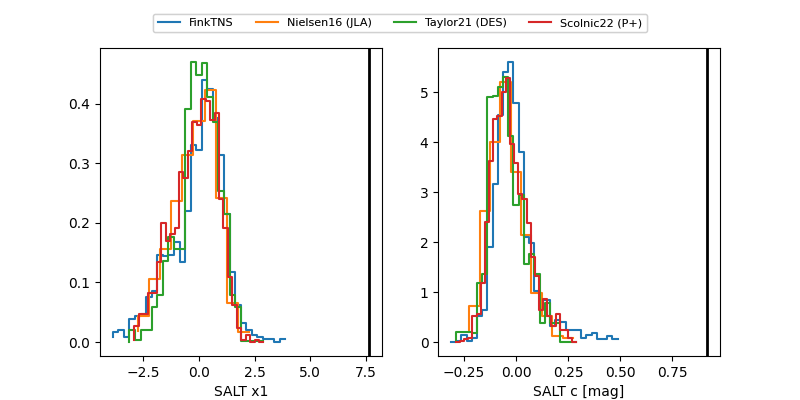 FinkTNS Nielsen16 (JLA) Taylor21 (DES) Scolnic22 (P+)
0.4
0.3
0.2
0.1
0.0
−2.5 0.0 2.5 5.0 7.5
SALT x1
5
4
3
2
1
0
−0.25 0.00 0.25 0.50 0.75
SALT c [mag]